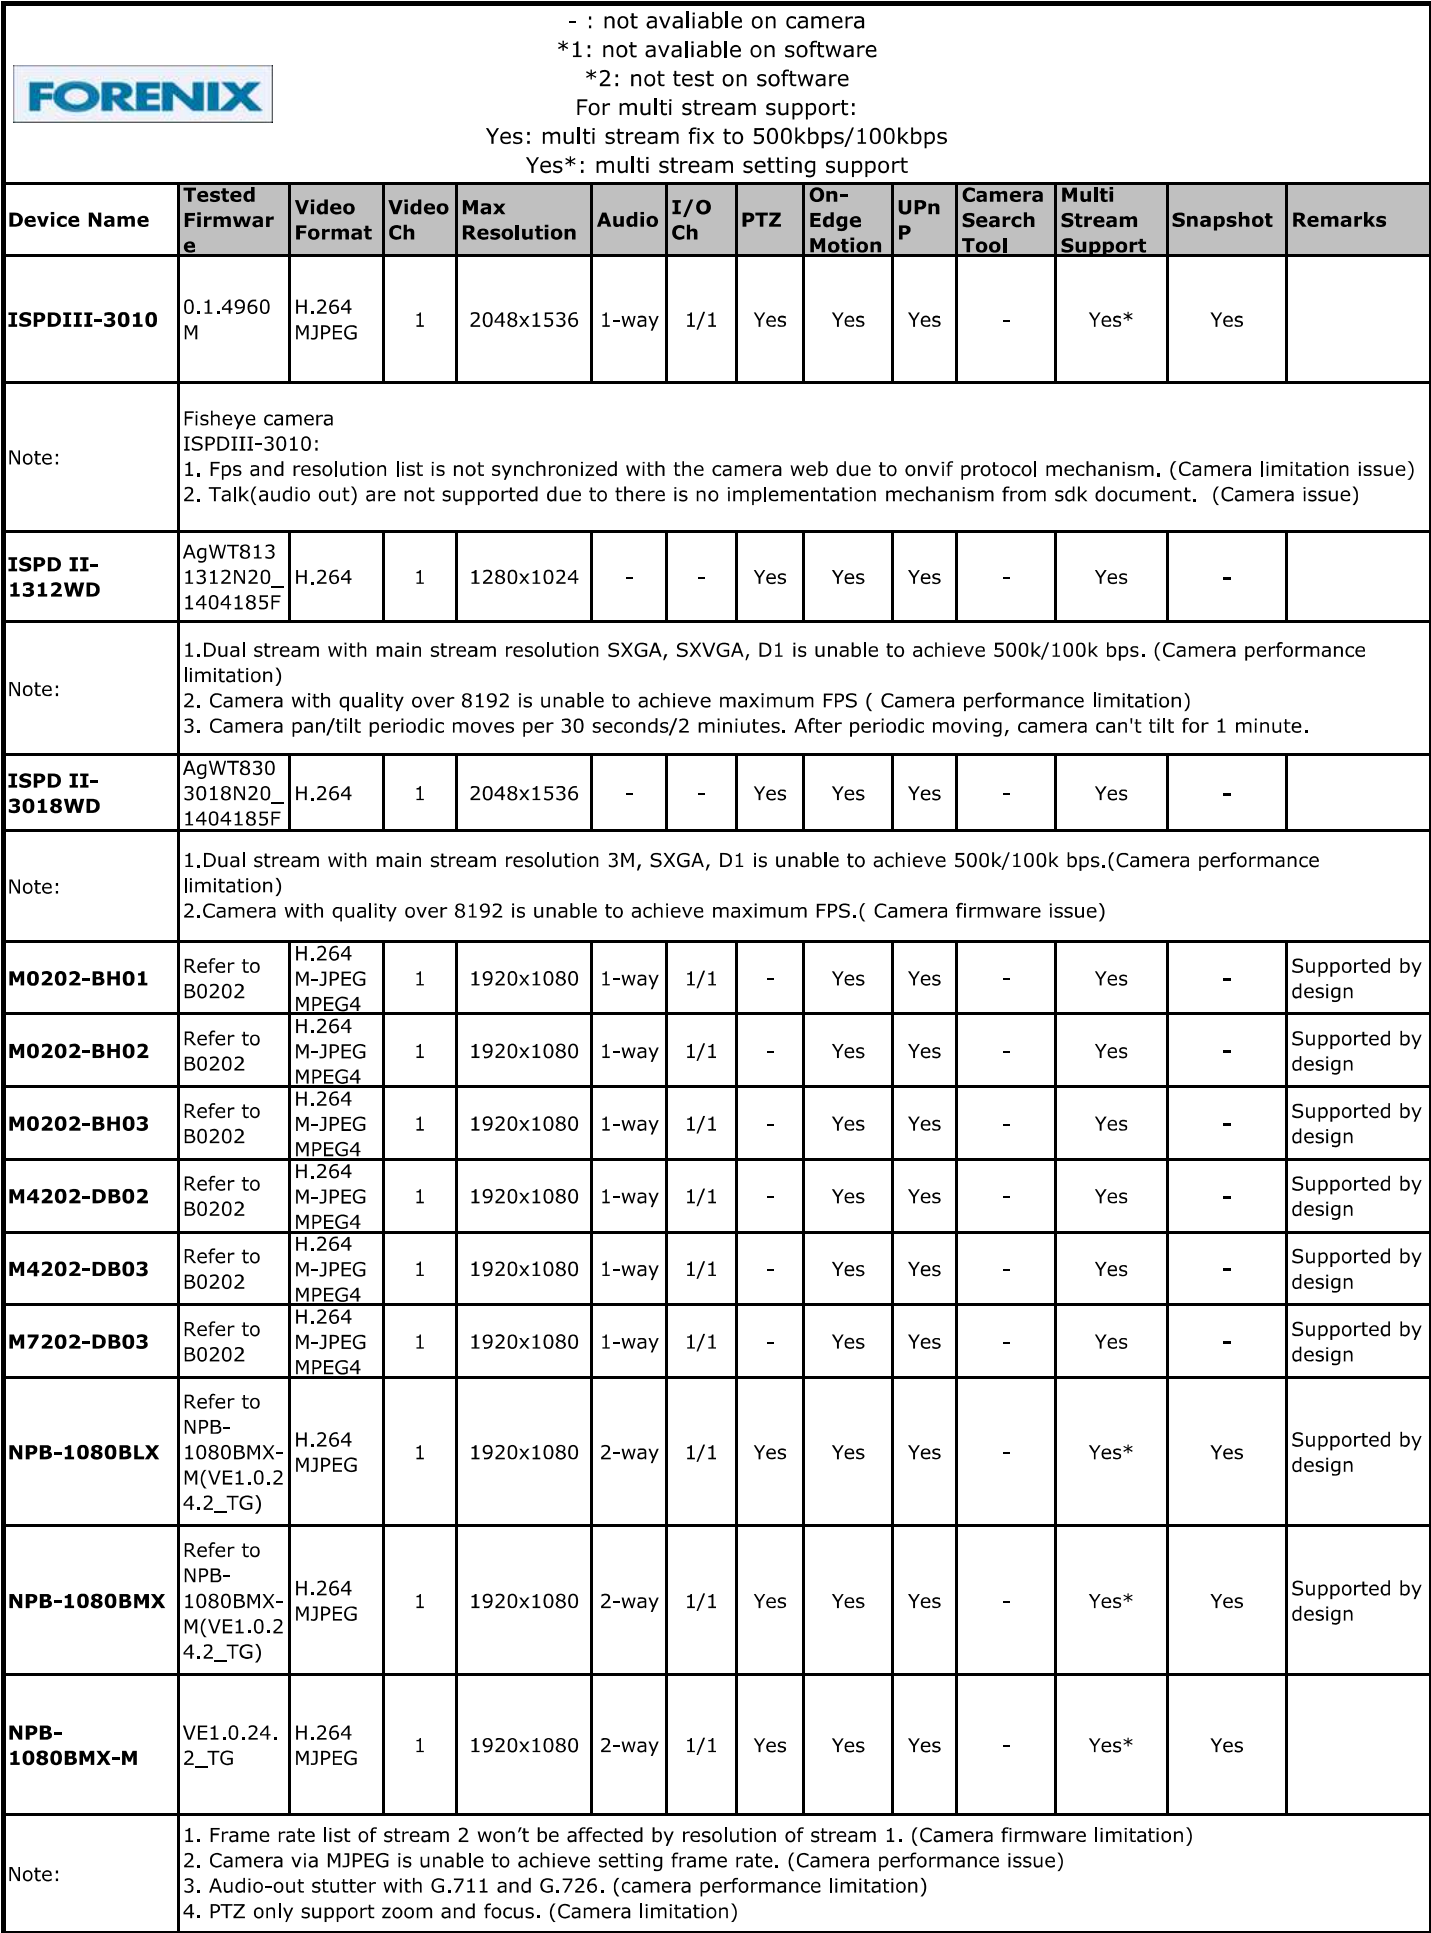 FORENIX
- : not avaliable on camera
*1: not avaliable on software
*2: not test on software
For multi stream support:
Yes: multi stream fix to 500kbps/100kbps
Yes*: multi stream setting support
Device Name Tested Firmware Video Format Video Ch Max Resolution Audio I/O Ch PTZ On-Edge Motion UPnP Camera Search Tool Multi Stream Support Snapshot Remarks
ISPDIII-3010 0.1.4960M H.264 MJPEG 1 2048x1536 1-way 1/1 Yes Yes Yes - Yes* Yes
Note:
Fisheye camera
ISPDIII-3010:
1. Fps and resolution list is not synchronized with the camera web due to onvif protocol mechanism. (Camera limitation issue)
2. Talk(audio out) are not supported due to there is no implementation mechanism from sdk document.  (Camera issue)
ISPD II-1312WD AgWT8131312N20_1404185F H.264 1 1280x1024 - - Yes Yes Yes - Yes -
Note:
1.Dual stream with main stream resolution SXGA, SXVGA, D1 is unable to achieve 500k/100k bps. (Camera performance
limitation)
2. Camera with quality over 8192 is unable to achieve maximum FPS ( Camera performance limitation)
3. Camera pan/tilt periodic moves per 30 seconds/2 miniutes. After periodic moving, camera can't tilt for 1 minute.
ISPD II-3018WD AgWT8303018N20_1404185F H.264 1 2048x1536 - - Yes Yes Yes - Yes -
Note:
1.Dual stream with main stream resolution 3M, SXGA, D1 is unable to achieve 500k/100k bps.(Camera performance
limitation)
2.Camera with quality over 8192 is unable to achieve maximum FPS.( Camera firmware issue)
M0202-BH01 Refer to B0202 H.264 M-JPEG MPEG4 1 1920x1080 1-way 1/1 - Yes Yes - Yes - Supported by design
M0202-BH02 Refer to B0202 H.264 M-JPEG MPEG4 1 1920x1080 1-way 1/1 - Yes Yes - Yes - Supported by design
M0202-BH03 Refer to B0202 H.264 M-JPEG MPEG4 1 1920x1080 1-way 1/1 - Yes Yes - Yes - Supported by design
M4202-DB02 Refer to B0202 H.264 M-JPEG MPEG4 1 1920x1080 1-way 1/1 - Yes Yes - Yes - Supported by design
M4202-DB03 Refer to B0202 H.264 M-JPEG MPEG4 1 1920x1080 1-way 1/1 - Yes Yes - Yes - Supported by design
M7202-DB03 Refer to B0202 H.264 M-JPEG MPEG4 1 1920x1080 1-way 1/1 - Yes Yes - Yes - Supported by design
NPB-1080BLX Refer to NPB-1080BMX-M(VE1.0.24.2_TG) H.264 MJPEG 1 1920x1080 2-way 1/1 Yes Yes Yes - Yes* Yes Supported by design
NPB-1080BMX Refer to NPB-1080BMX-M(VE1.0.24.2_TG) H.264 MJPEG 1 1920x1080 2-way 1/1 Yes Yes Yes - Yes* Yes Supported by design
NPB-1080BMX-M VE1.0.24.2_TG H.264 MJPEG 1 1920x1080 2-way 1/1 Yes Yes Yes - Yes* Yes
Note:
1. Frame rate list of stream 2 won’t be affected by resolution of stream 1. (Camera firmware limitation)
2. Camera via MJPEG is unable to achieve setting frame rate. (Camera performance issue)
3. Audio-out stutter with G.711 and G.726. (camera performance limitation)
4. PTZ only support zoom and focus. (Camera limitation)